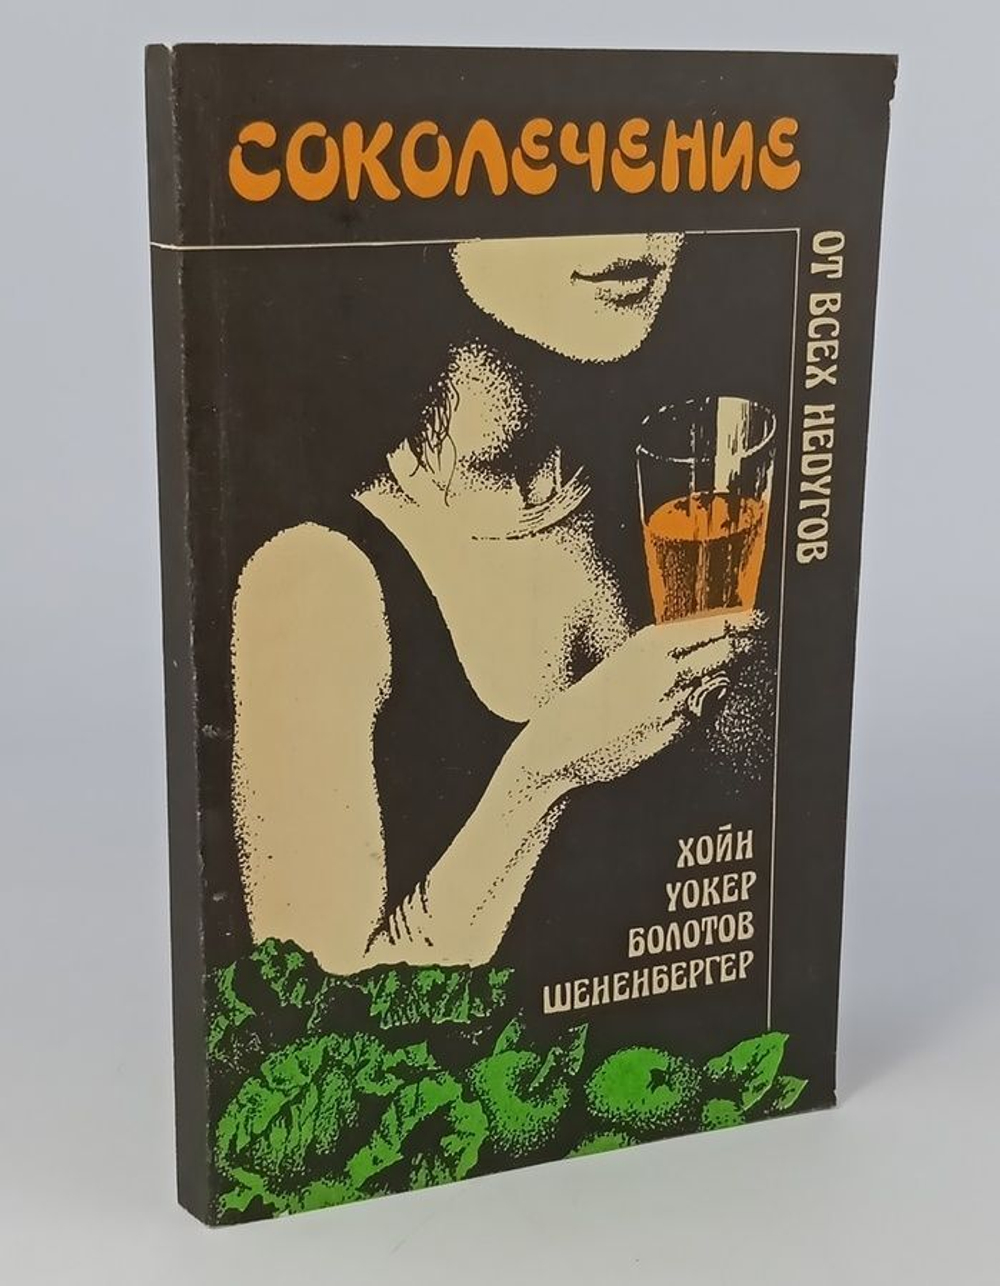 СОКОЛЕЧЕНИЕ
ОТ ВСЕХ НЕДУГОВ
ХОЙН
УОКЕР
БОЛОТОВ
ШЕНЕНБЕРГЕР